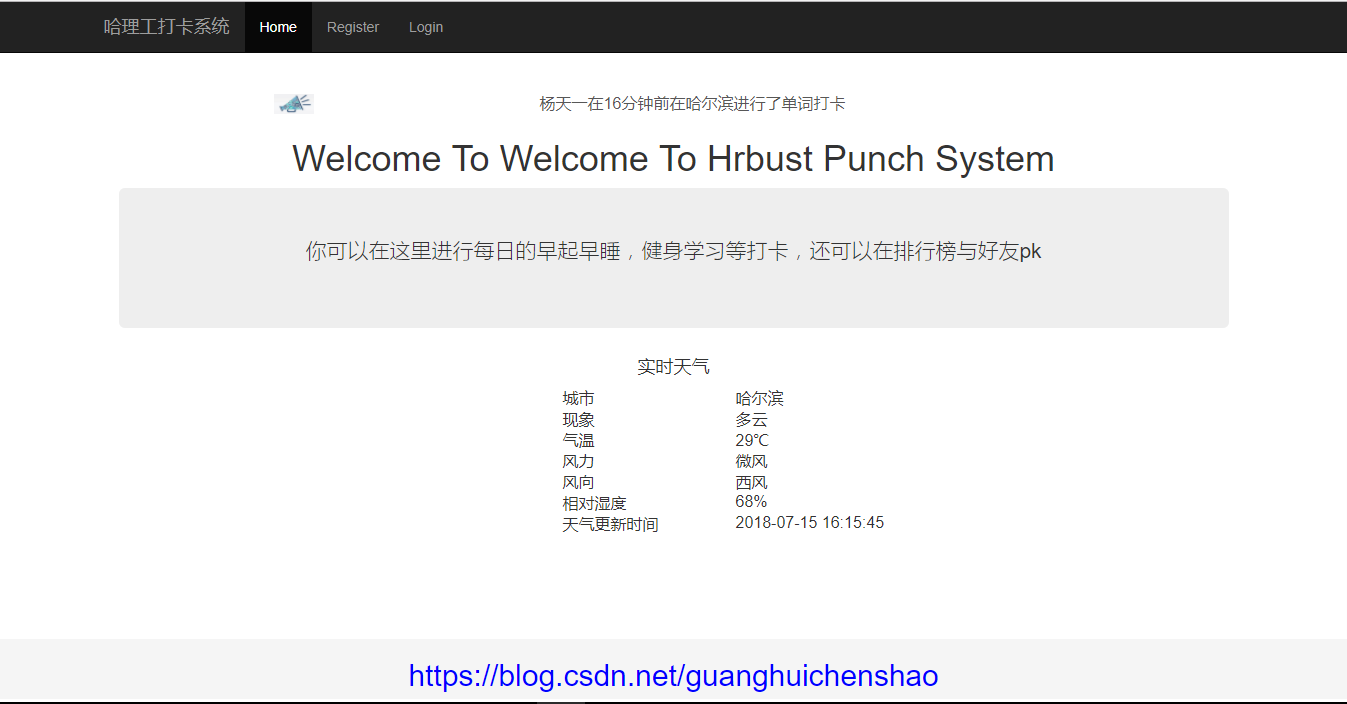 哈理工打卡系统 Home Register Login
杨天一在16分钟前在哈尔滨进行了单词打卡
Welcome To Welcome To Hrbust Punch System
你可以在这里进行每日的早起早睡，健身学习等打卡，还可以在排行榜与好友pk
实时天气
城市 哈尔滨
现象 多云
气温 29℃
风力 微风
风向 西风
相对湿度 68%
天气更新时间 2018-07-15 16:15:45
https://blog.csdn.net/guanghuichenshao